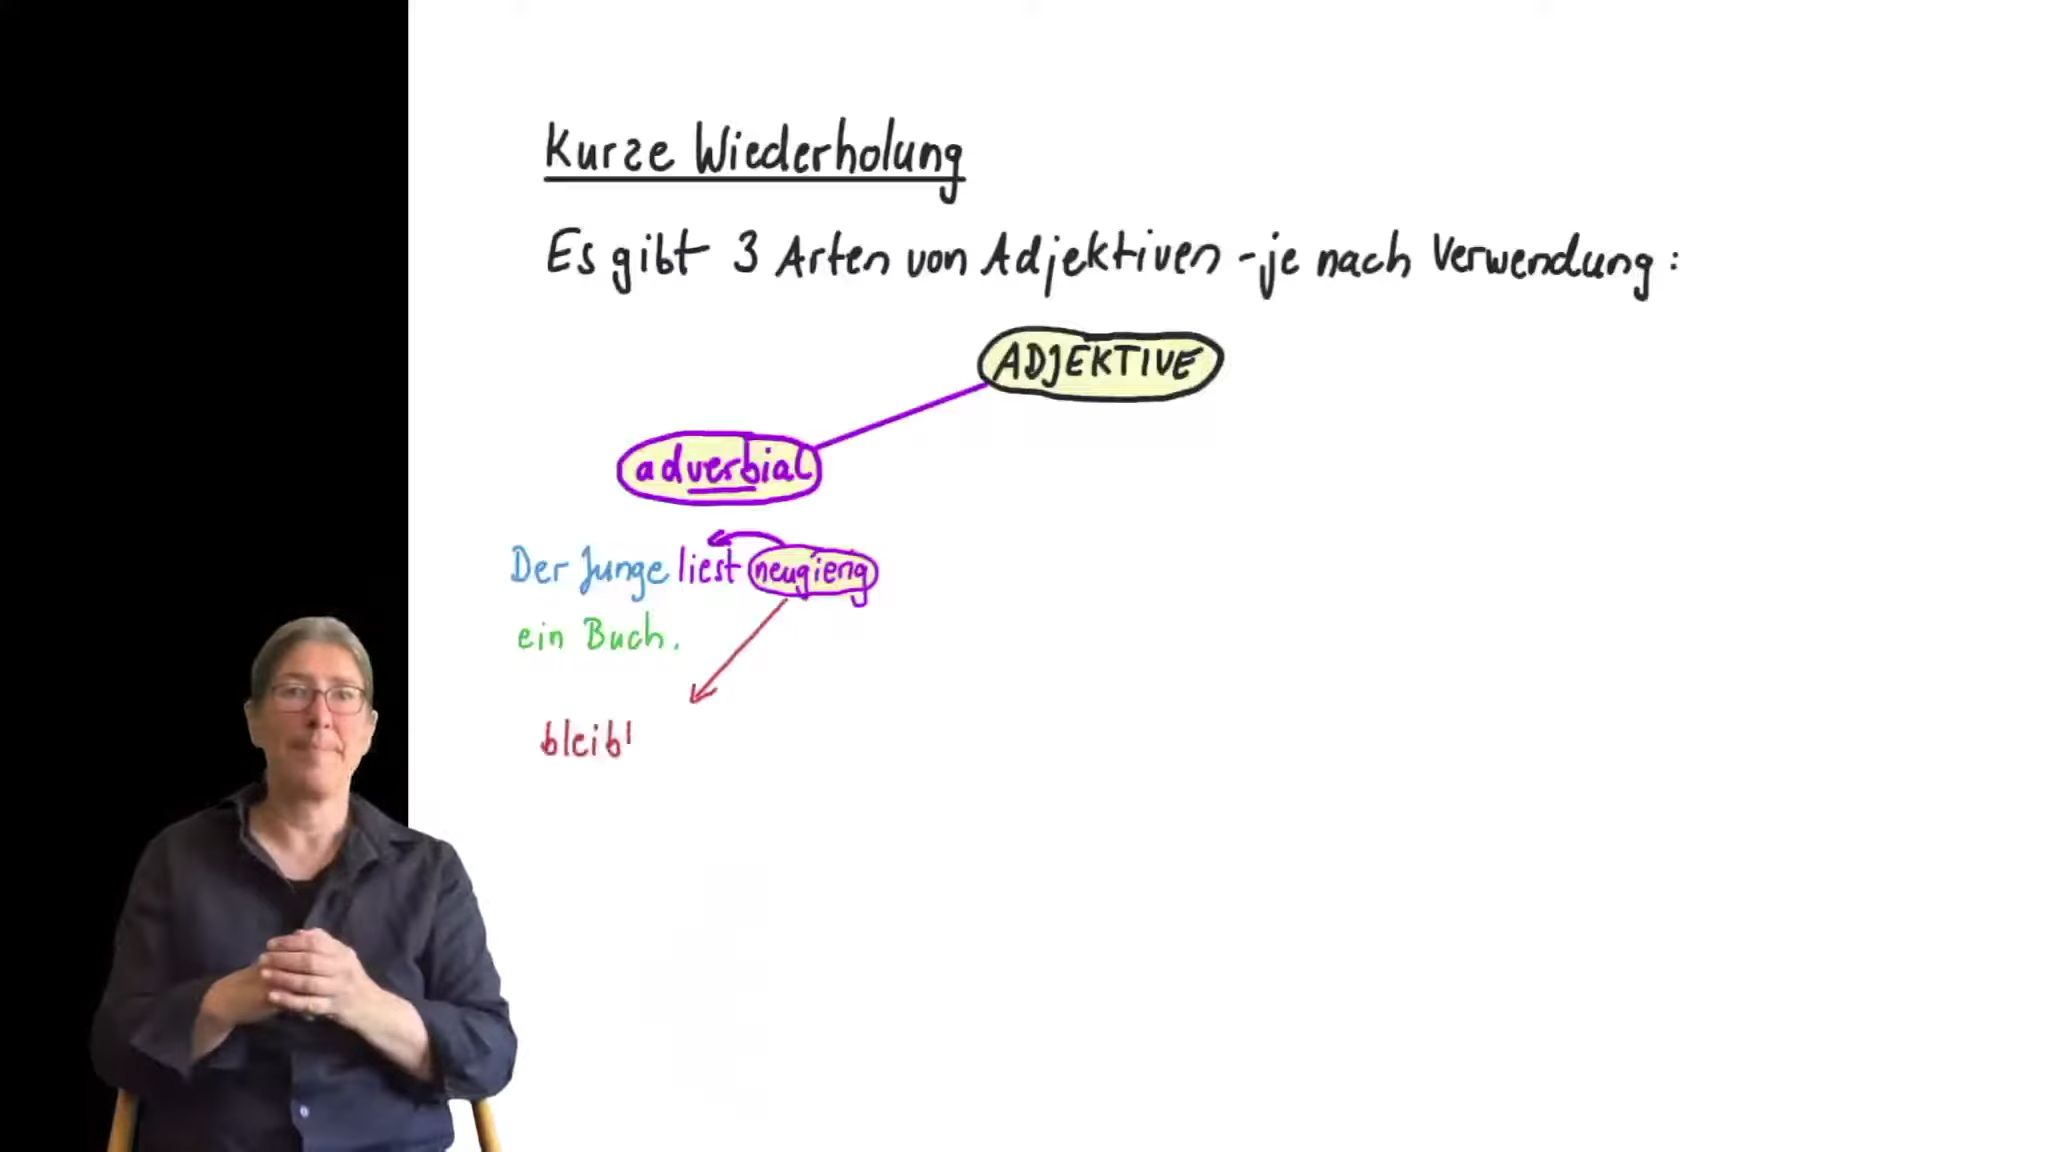 Kurze Wiederholung
Es gibt 3 Arten von Adjektiven - je nach Verwendung:
ADJEKTIVE
adverbial
Der Junge liest neugierig
ein Buch.